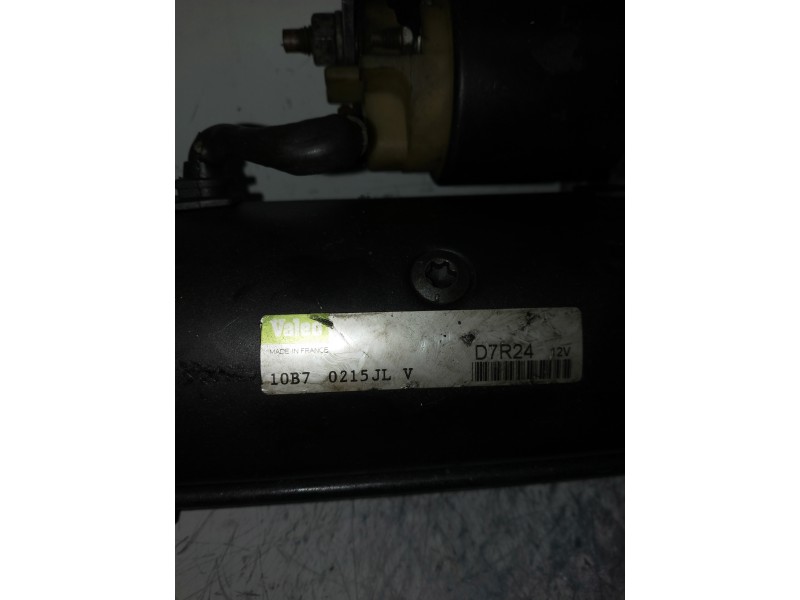 Valeo
MADE IN FRANCE
D7R24 12V
10B7 0215JL V